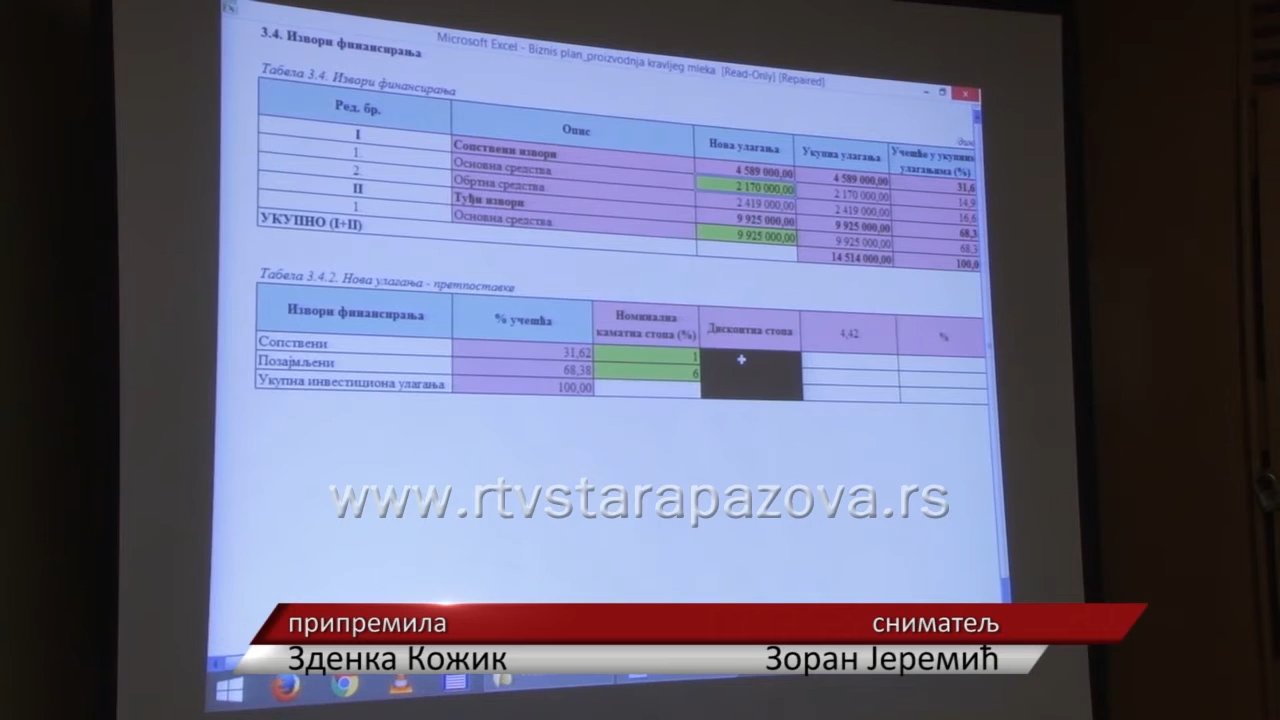 3.4. Извори финансирања
Microsoft Excel - Biznis plan_proizvodnja kravljeg mleka [Read-Only] [Repaired]
Табела 3.4. Извори финансирања
дин
Ред. бр. Опис Нова улагања Укупна улагања Учешће у укупним улагањима (%)
I Сопствени извори 4 589 000,00 4 589 000,00 31,6
1. Основна средства 2 170 000,00 2 170 000,00 14,9
2. Обртна средства 2 419 000,00 2 419 000,00 16,6
II Туђи извори 9 925 000,00 9 925 000,00 68,3
1. Основна средства 9 925 000,00 9 925 000,00 68,3
УКУПНО (I+II) 14 514 000,00 100,0
Табела 3.4.2. Нова улагања - претпоставке
Извори финансирања % учешћа Номинална каматна стопа (%) Дисконтна стопа 4,42 %
Сопствени 31,62 1
Позајмљени 68,38 6
Укупна инвестициона улагања 100,00
www.rtvstarapazova.rs
припремила сниматељ
Зденка Кожик Зоран Јеремић